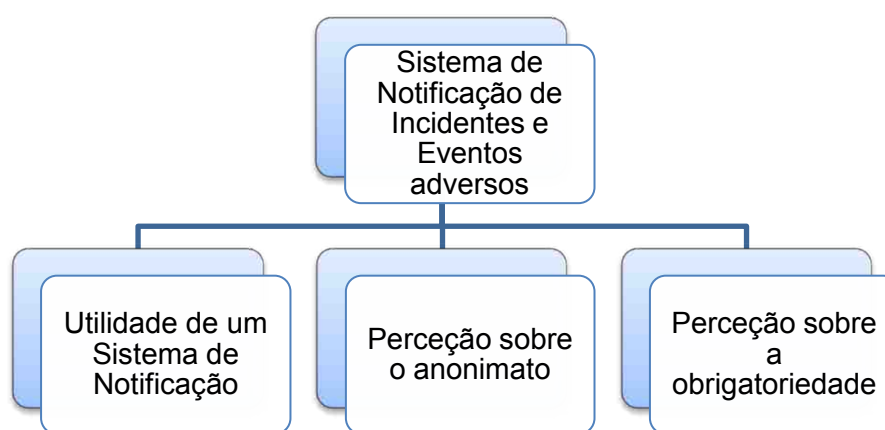 Sistema de
Notificação de
Incidentes e
Eventos
adversos
Utilidade de um
Sistema de
Notificação
Perceção sobre
o anonimato
Perceção sobre
a
obrigatoriedade